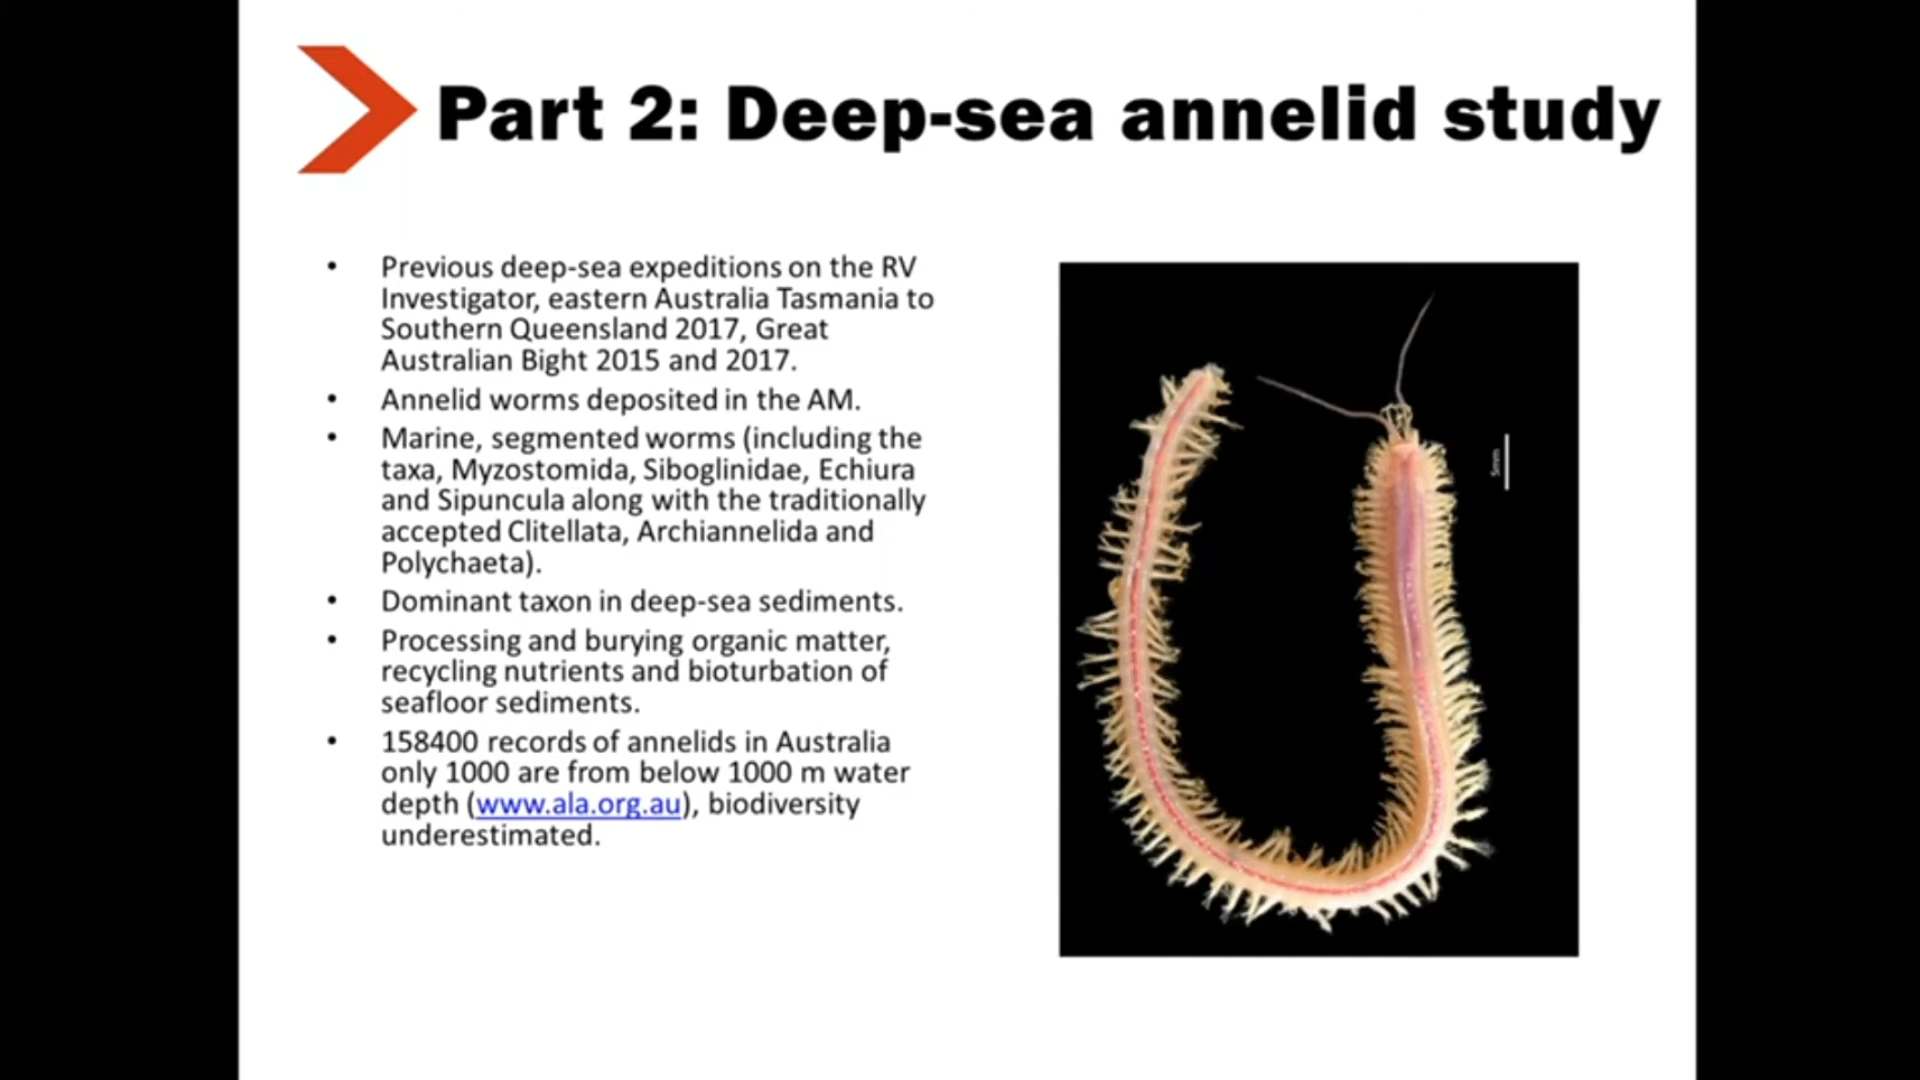 Part 2: Deep-sea annelid study
• Previous deep-sea expeditions on the RV
Investigator, eastern Australia Tasmania to
Southern Queensland 2017, Great
Australian Bight 2015 and 2017.
• Annelid worms deposited in the AM.
• Marine, segmented worms (including the
taxa, Myzostomida, Siboglinidae, Echiura
and Sipuncula along with the traditionally
accepted Clitellata, Archiannelida and
Polychaeta).
• Dominant taxon in deep-sea sediments.
• Processing and burying organic matter,
recycling nutrients and bioturbation of
seafloor sediments.
• 158400 records of annelids in Australia
only 1000 are from below 1000 m water
depth (www.ala.org.au), biodiversity
underestimated.
5mm